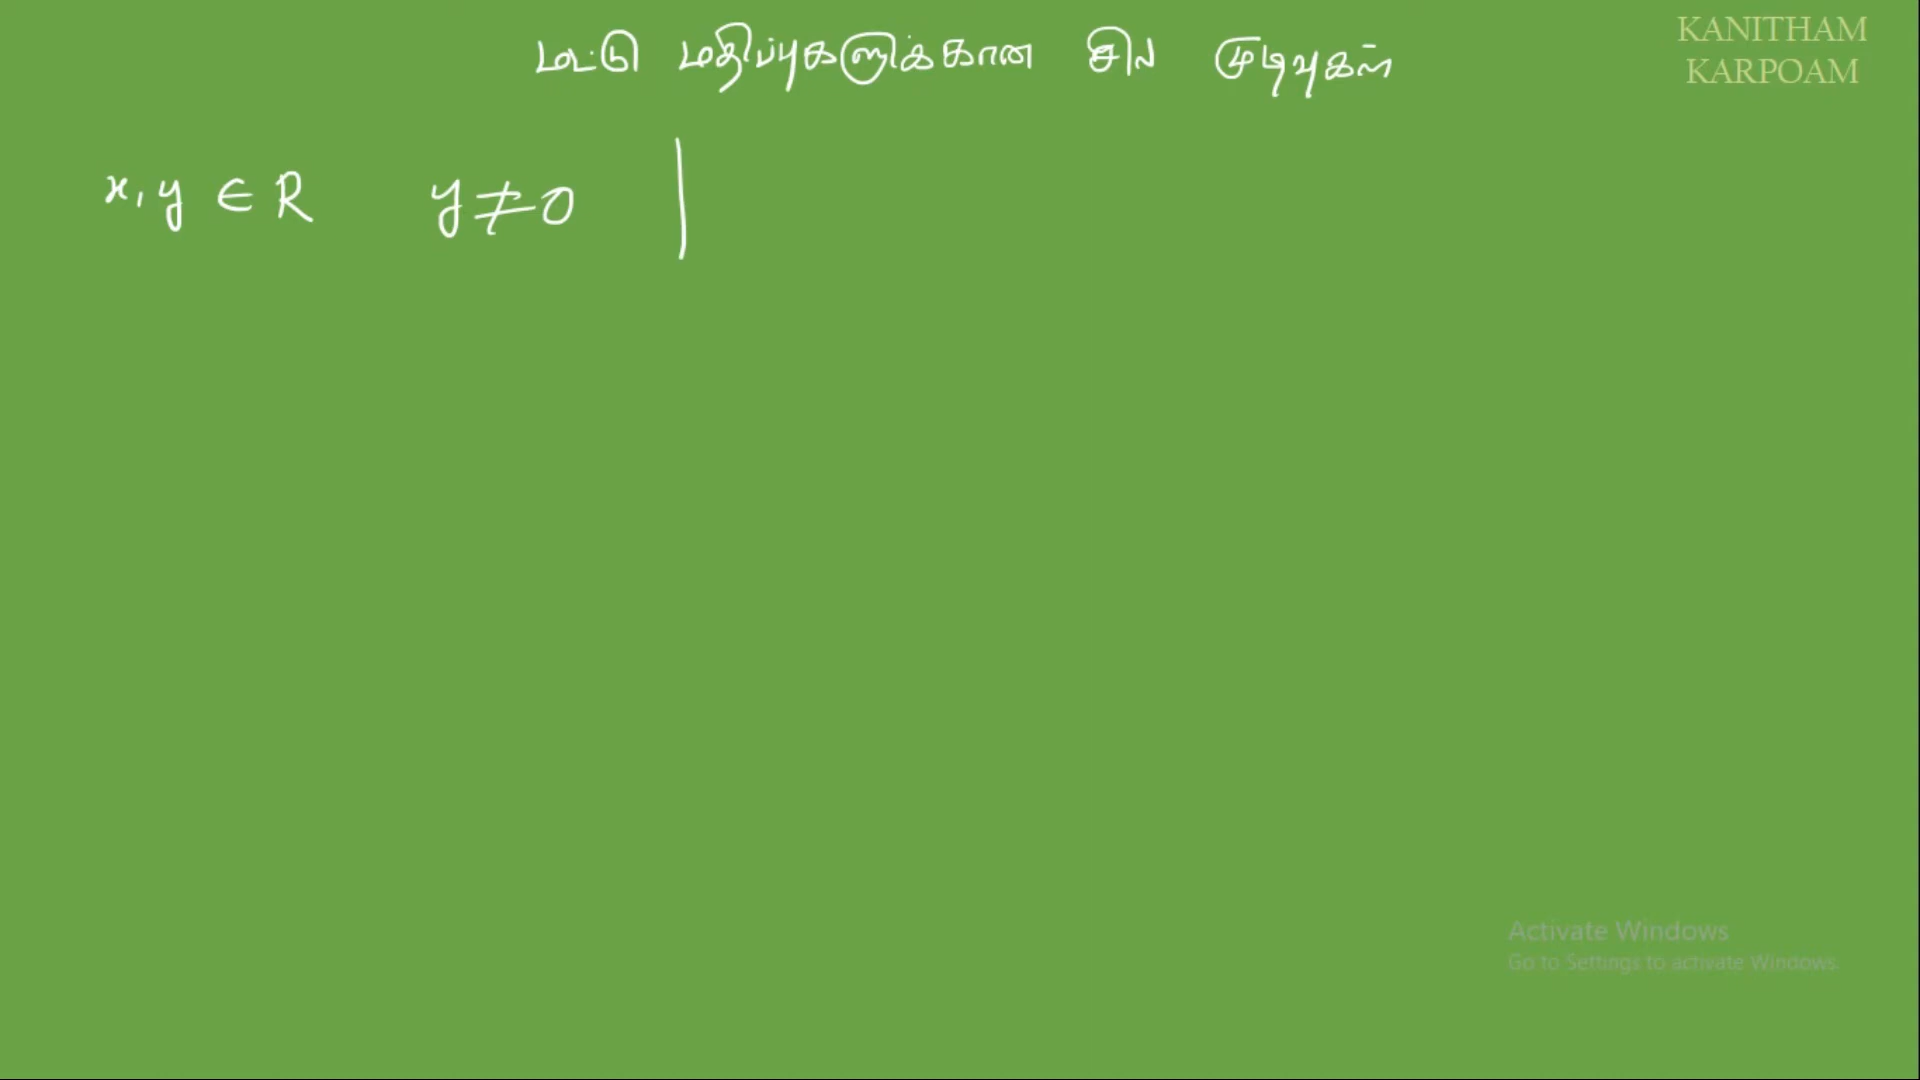 மட்டு மதிப்புகளுக்கான சில முடிவுகள்
KANITHAM
KARPOAM
x, y ∈ R y ≠ 0 |
Activate Windows
Go to Settings to activate Windows.